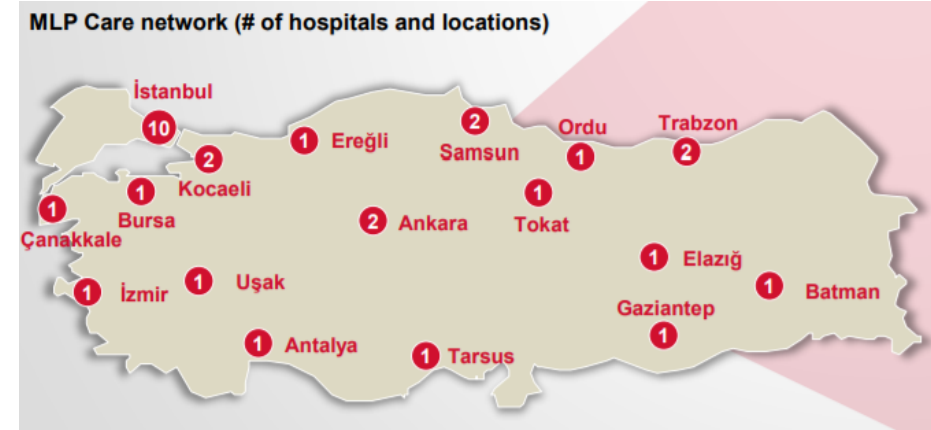 MLP Care network (# of hospitals and locations)
İstanbul
10
2
Kocaeli
1
Ereğli
2
Samsun
Ordu
1
Trabzon
2
1
Bursa
1
Çanakkale
2
Ankara
1
Tokat
1
Elazığ
1
Batman
1
İzmir
1
Uşak
Gaziantep
1
1
Antalya
1
Tarsus